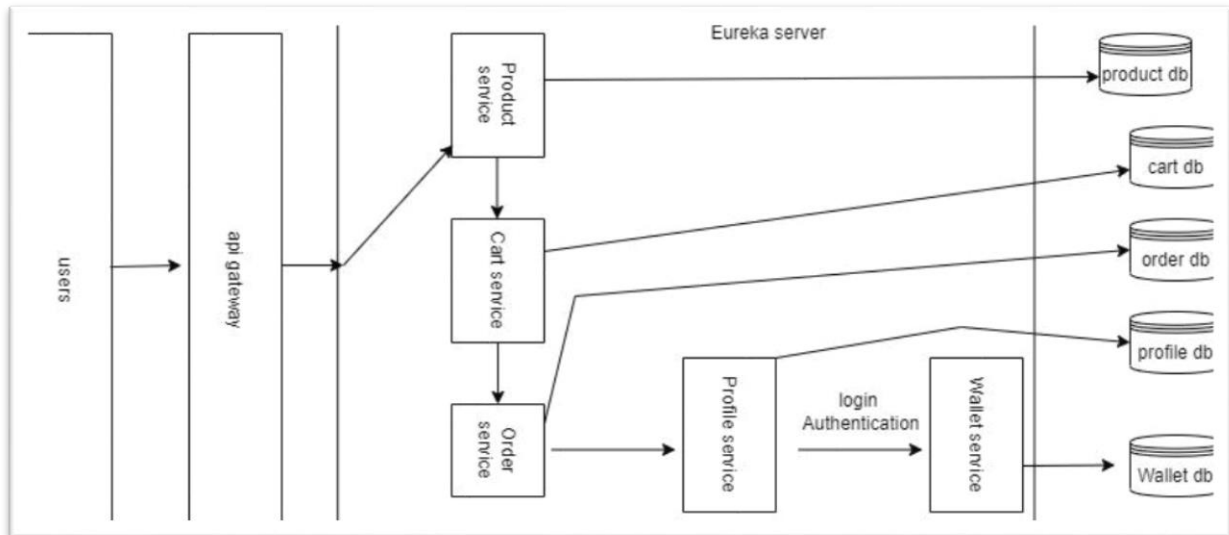 Eureka server
users
api gateway
Product
service
Cart service
Order
service
Profile service
login
Authentication
Wallet service
product db
cart db
order db
profile db
Wallet db